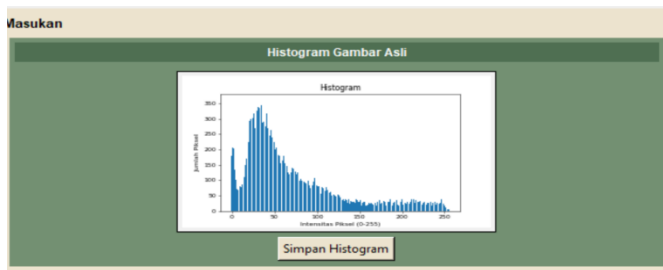 Masukan
Histogram Gambar Asli
Histogram
Jumlah Piksel
350
300
250
200
150
100
50
0
0 50 100 150 200 250
Intensitas Piksel (0-255)
Simpan Histogram